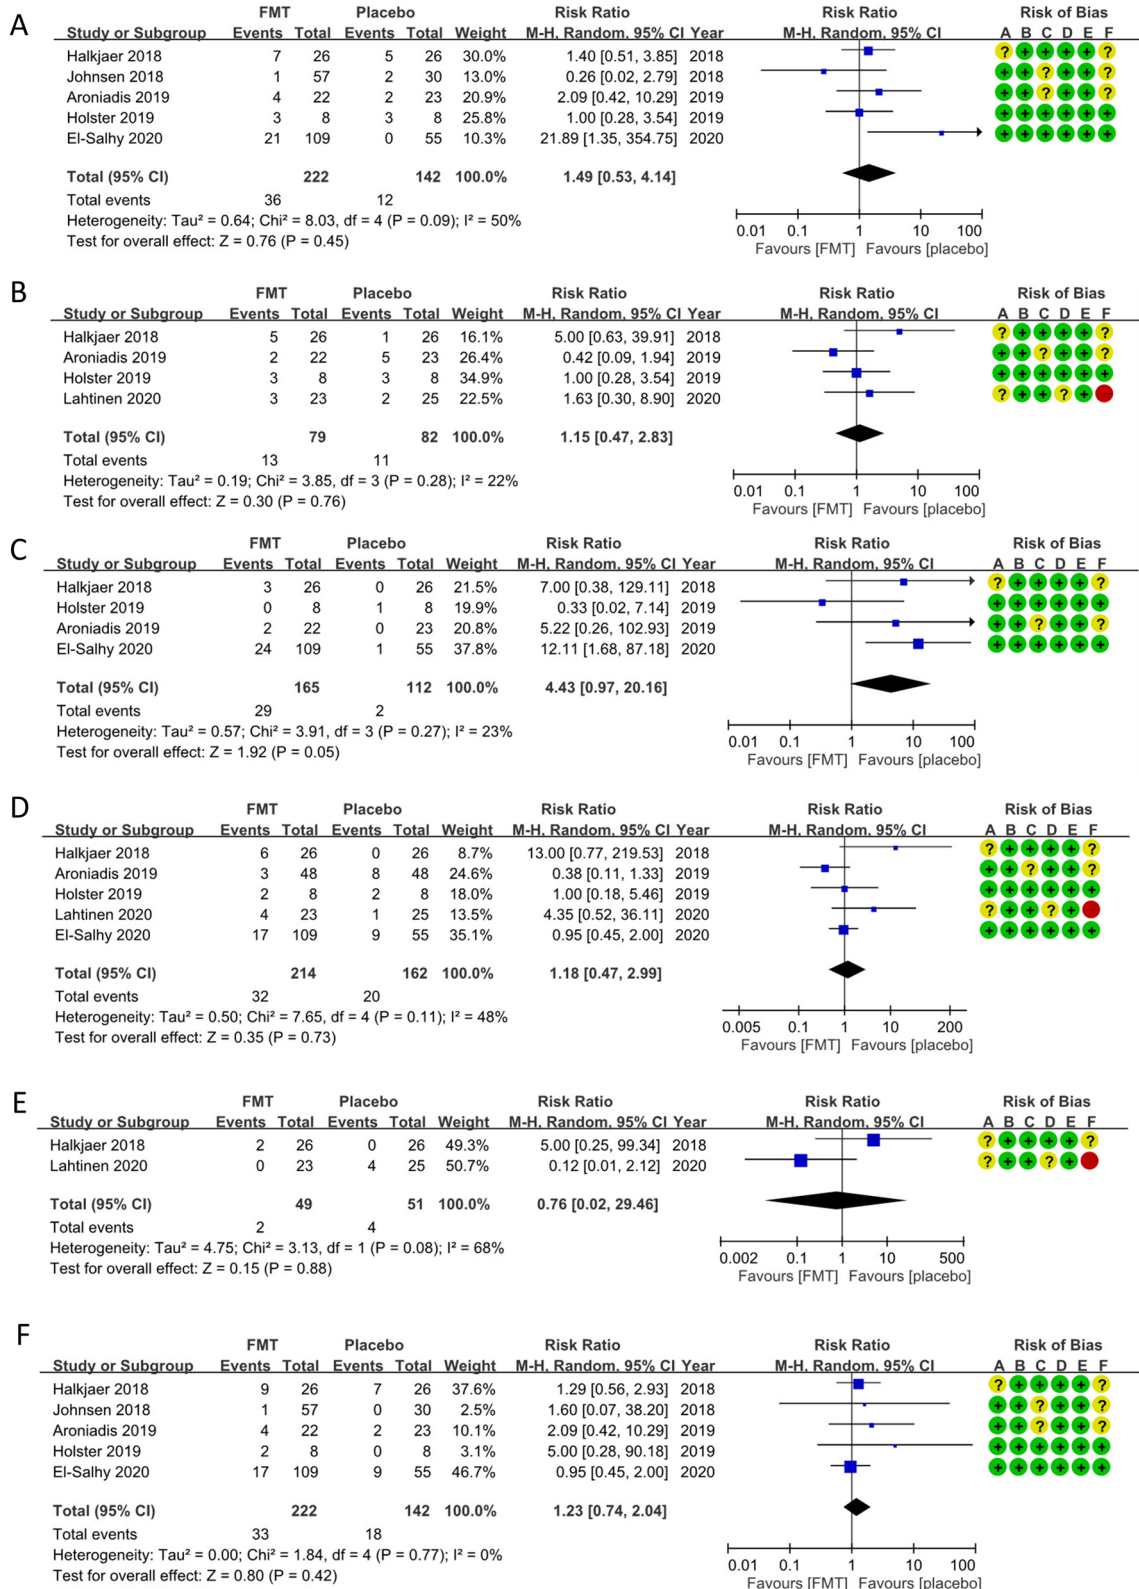 A
FMT Placebo Risk Ratio Risk Ratio Risk of Bias
Study or Subgroup Events Total Events Total Weight M-H, Random, 95% CI Year M-H, Random, 95% CI A B C D E F
Halkjaer 2018 7 26 5 26 30.0% 1.40 [0.51, 3.85] 2018 ? + + + + ?
Johnsen 2018 1 57 2 30 13.0% 0.26 [0.02, 2.79] 2018 + + ? + + ?
Aroniadis 2019 4 22 2 23 20.9% 2.09 [0.42, 10.29] 2019 + + ? + + ?
Holster 2019 3 8 3 8 25.8% 1.00 [0.28, 3.54] 2019 + + + + + +
El-Salhy 2020 21 109 0 55 10.3% 21.89 [1.35, 354.75] 2020 + + + + + +
Total (95% CI) 222 142 100.0% 1.49 [0.53, 4.14]
Total events 36 12
Heterogeneity: Tau² = 0.64; Chi² = 8.03, df = 4 (P = 0.09); I² = 50%
Test for overall effect: Z = 0.76 (P = 0.45)
0.01 0.1 1 10 100
Favours [FMT] Favours [placebo]
B
FMT Placebo Risk Ratio Risk Ratio Risk of Bias
Study or Subgroup Events Total Events Total Weight M-H, Random, 95% CI Year M-H, Random, 95% CI A B C D E F
Halkjaer 2018 5 26 1 26 16.1% 5.00 [0.63, 39.91] 2018 ? + + + + ?
Aroniadis 2019 2 22 5 23 26.4% 0.42 [0.09, 1.94] 2019 + + ? + + ?
Holster 2019 3 8 3 8 34.9% 1.00 [0.28, 3.54] 2019 + + + + + +
Lahtinen 2020 3 23 2 25 22.5% 1.63 [0.30, 8.90] 2020 ? + + ? +
Total (95% CI) 79 82 100.0% 1.15 [0.47, 2.83]
Total events 13 11
Heterogeneity: Tau² = 0.19; Chi² = 3.85, df = 3 (P = 0.28); I² = 22%
Test for overall effect: Z = 0.30 (P = 0.76)
0.01 0.1 1 10 100
Favours [FMT] Favours [placebo]
C
FMT Placebo Risk Ratio Risk Ratio Risk of Bias
Study or Subgroup Events Total Events Total Weight M-H, Random, 95% CI Year M-H, Random, 95% CI A B C D E F
Halkjaer 2018 3 26 0 26 21.5% 7.00 [0.38, 129.11] 2018 ? + + + + ?
Holster 2019 0 8 1 8 19.9% 0.33 [0.02, 7.14] 2019 + + + + + +
Aroniadis 2019 2 22 0 23 20.8% 5.22 [0.26, 102.93] 2019 + + ? + + ?
El-Salhy 2020 24 109 1 55 37.8% 12.11 [1.68, 87.18] 2020 + + + + + +
Total (95% CI) 165 112 100.0% 4.43 [0.97, 20.16]
Total events 29 2
Heterogeneity: Tau² = 0.57; Chi² = 3.91, df = 3 (P = 0.27); I² = 23%
Test for overall effect: Z = 1.92 (P = 0.05)
0.01 0.1 1 10 100
Favours [FMT] Favours [placebo]
D
FMT Placebo Risk Ratio Risk Ratio Risk of Bias
Study or Subgroup Events Total Events Total Weight M-H, Random, 95% CI Year M-H, Random, 95% CI A B C D E F
Halkjaer 2018 6 26 0 26 8.7% 13.00 [0.77, 219.53] 2018 ? + + + + ?
Aroniadis 2019 3 48 8 48 24.6% 0.38 [0.11, 1.33] 2019 + + ? + + ?
Holster 2019 2 8 2 8 18.0% 1.00 [0.18, 5.46] 2019 + + + + + +
Lahtinen 2020 4 23 1 25 13.5% 4.35 [0.52, 36.11] 2020 ? + + ? +
El-Salhy 2020 17 109 9 55 35.1% 0.95 [0.45, 2.00] 2020 + + + + + +
Total (95% CI) 214 162 100.0% 1.18 [0.47, 2.99]
Total events 32 20
Heterogeneity: Tau² = 0.50; Chi² = 7.65, df = 4 (P = 0.11); I² = 48%
Test for overall effect: Z = 0.35 (P = 0.73)
0.005 0.1 1 10 200
Favours [FMT] Favours [placebo]
E
FMT Placebo Risk Ratio Risk Ratio Risk of Bias
Study or Subgroup Events Total Events Total Weight M-H, Random, 95% CI Year M-H, Random, 95% CI A B C D E F
Halkjaer 2018 2 26 0 26 49.3% 5.00 [0.25, 99.34] 2018 ? + + + + ?
Lahtinen 2020 0 23 4 25 50.7% 0.12 [0.01, 2.12] 2020 ? + + ? +
Total (95% CI) 49 51 100.0% 0.76 [0.02, 29.46]
Total events 2 4
Heterogeneity: Tau² = 4.75; Chi² = 3.13, df = 1 (P = 0.08); I² = 68%
Test for overall effect: Z = 0.15 (P = 0.88)
0.002 0.1 1 10 500
Favours [FMT] Favours [placebo]
F
FMT Placebo Risk Ratio Risk Ratio Risk of Bias
Study or Subgroup Events Total Events Total Weight M-H, Random, 95% CI Year M-H, Random, 95% CI A B C D E F
Halkjaer 2018 9 26 7 26 37.6% 1.29 [0.56, 2.93] 2018 ? + + + + ?
Johnsen 2018 1 57 0 30 2.5% 1.60 [0.07, 38.20] 2018 + + ? + + ?
Aroniadis 2019 4 22 2 23 10.1% 2.09 [0.42, 10.29] 2019 + + ? + + ?
Holster 2019 2 8 0 8 3.1% 5.00 [0.28, 90.18] 2019 + + + + + +
El-Salhy 2020 17 109 9 55 46.7% 0.95 [0.45, 2.00] 2020 + + + + + +
Total (95% CI) 222 142 100.0% 1.23 [0.74, 2.04]
Total events 33 18
Heterogeneity: Tau² = 0.00; Chi² = 1.84, df = 4 (P = 0.77); I² = 0%
Test for overall effect: Z = 0.80 (P = 0.42)
0.01 0.1 1 10 100
Favours [FMT] Favours [placebo]